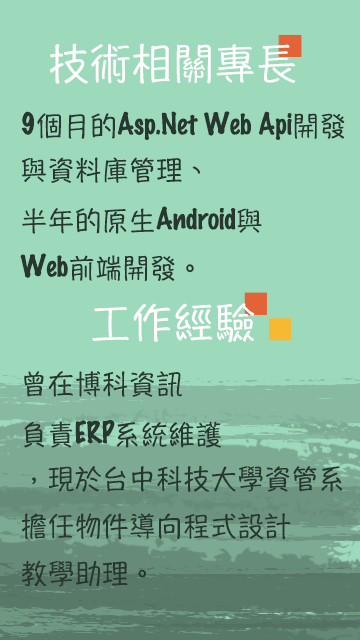 技術相關專長
9個月的Asp.Net Web Api開發
與資料庫管理、
半年的原生Android與
Web前端開發。
工作經驗
曾在博科資訊
負責ERP系統維護
，現於台中科技大學資管系
擔任物件導向程式設計
教學助理。